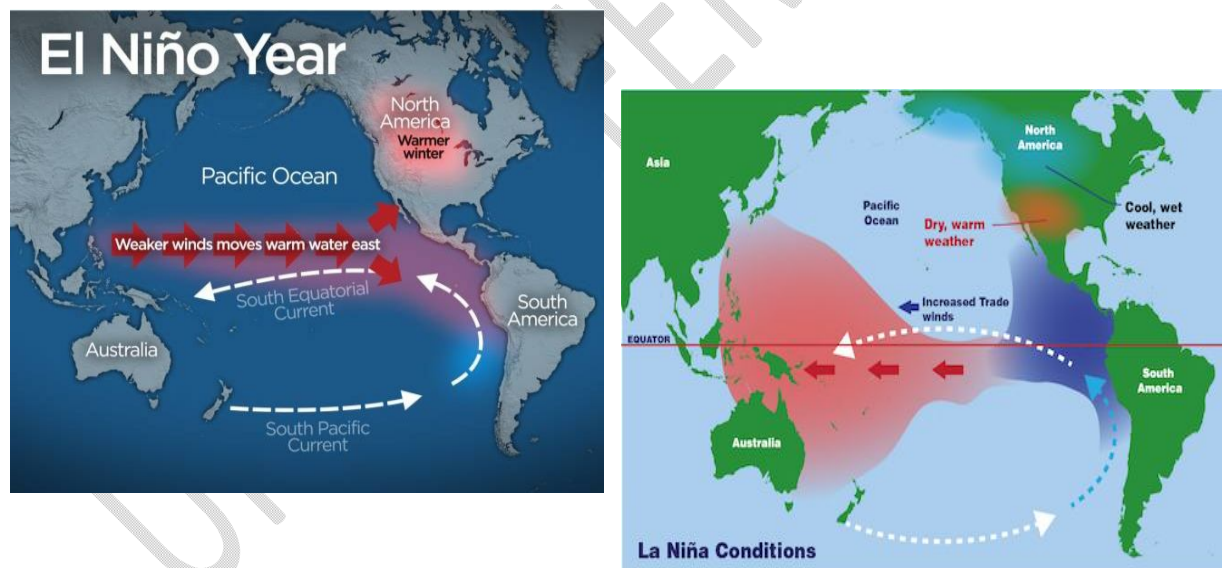 El Niño Year
North
America
Warmer
winter
Pacific Ocean
Weaker winds moves warm water east
South Equatorial
Current
South
America
Australia
South Pacific
Current
Asia
North
America
Pacific
Ocean
Cool, wet
weather
Dry, warm
weather
Increased Trade
winds
EQUATOR
South
America
Australia
La Niña Conditions